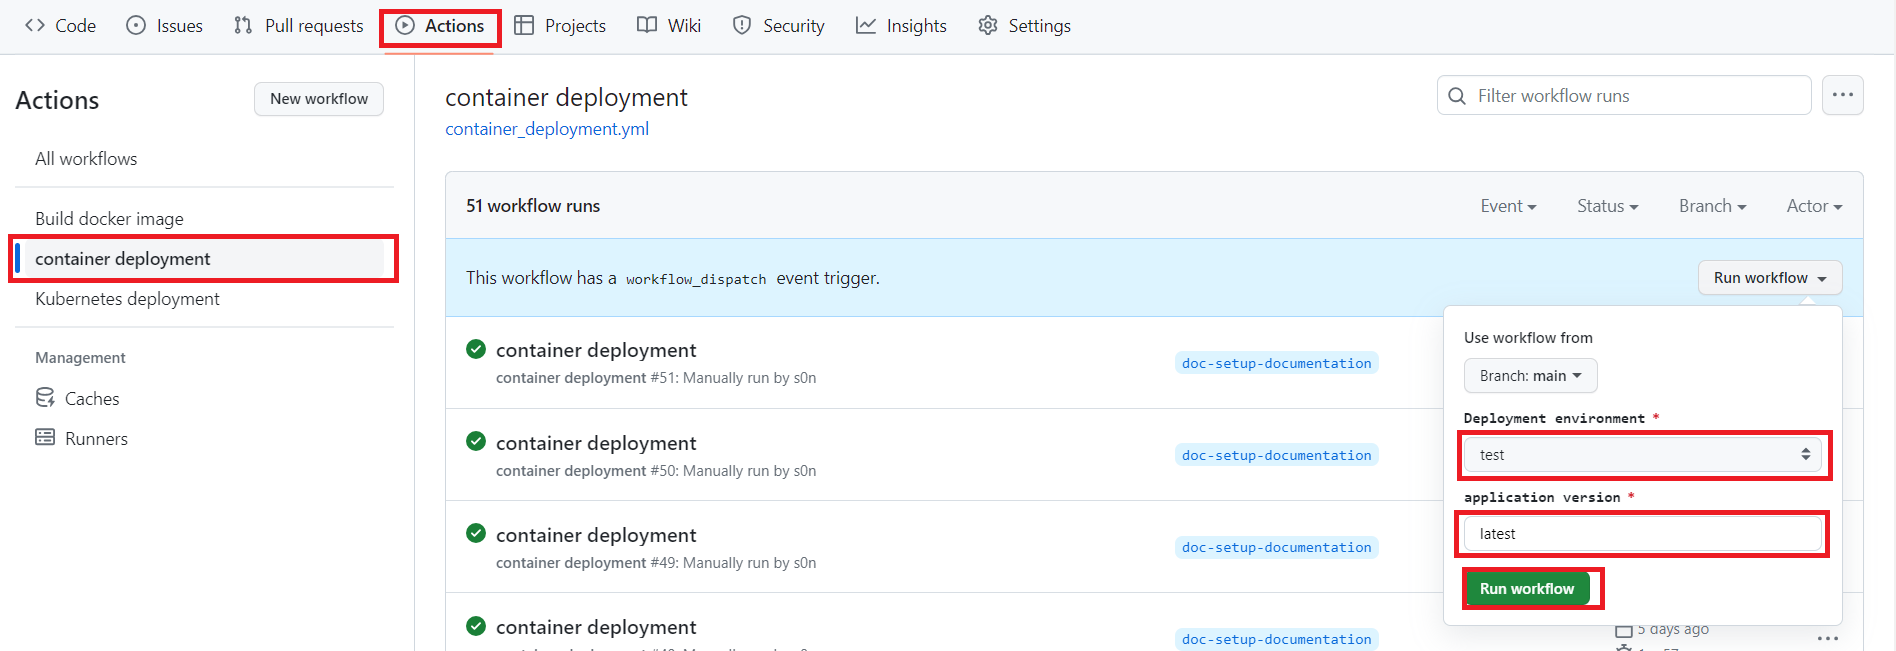 Code Issues Pull requests Actions Projects Wiki Security Insights Settings
Actions
New workflow
All workflows
Build docker image
container deployment
Kubernetes deployment
Management
Caches
Runners
container deployment
container_deployment.yml
Filter workflow runs
51 workflow runs
Event Status Branch Actor
This workflow has a workflow_dispatch event trigger.
Run workflow
container deployment
container deployment #51: Manually run by s0n
doc-setup-documentation
container deployment
container deployment #50: Manually run by s0n
doc-setup-documentation
container deployment
container deployment #49: Manually run by s0n
doc-setup-documentation
container deployment
doc-setup-documentation
5 days ago
Use workflow from
Branch: main
Deployment environment *
test
application version *
latest
Run workflow